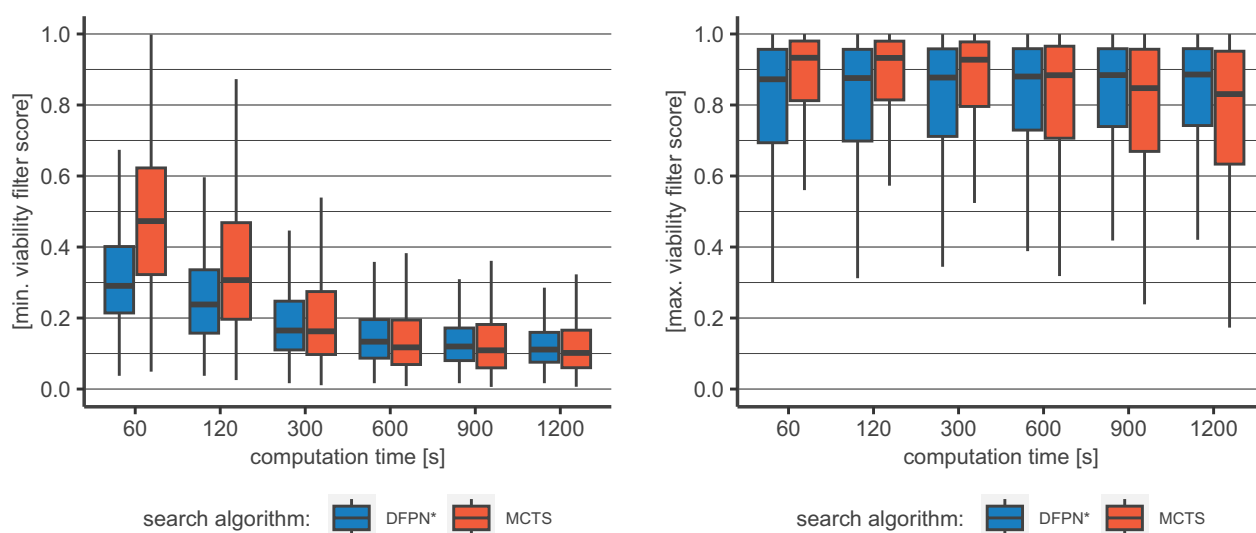 [min. viability filter score]
1.0
0.8
0.6
0.4
0.2
0.0
60 120 300 600 900 1200
computation time [s]
search algorithm: DFPN* MCTS
[max. viability filter score]
1.0
0.8
0.6
0.4
0.2
0.0
60 120 300 600 900 1200
computation time [s]
search algorithm: DFPN* MCTS